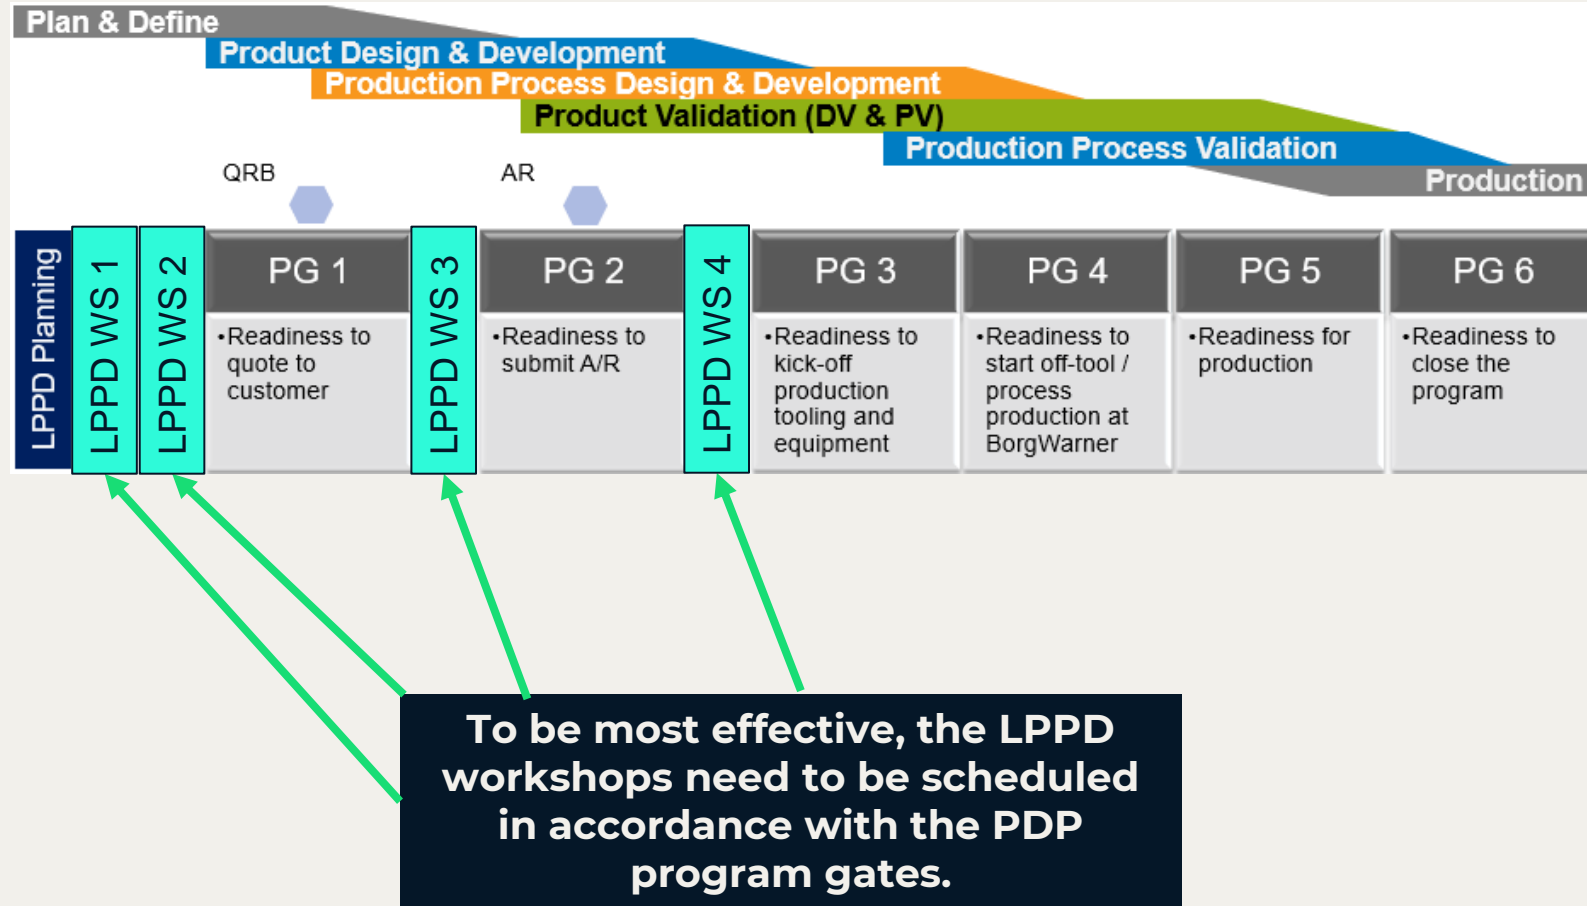 Plan & Define
Product Design & Development
Production Process Design & Development
Product Validation (DV & PV)
Production Process Validation
Production
QRB
AR
LPPD Planning
LPPD WS 1
LPPD WS 2
PG 1
•Readiness to
quote to
customer
LPPD WS 3
PG 2
•Readiness to
submit A/R
LPPD WS 4
PG 3
•Readiness to
kick-off
production
tooling and
equipment
PG 4
•Readiness to
start off-tool /
process
production at
BorgWarner
PG 5
•Readiness for
production
PG 6
•Readiness to
close the
program
To be most effective, the LPPD
workshops need to be scheduled
in accordance with the PDP
program gates.